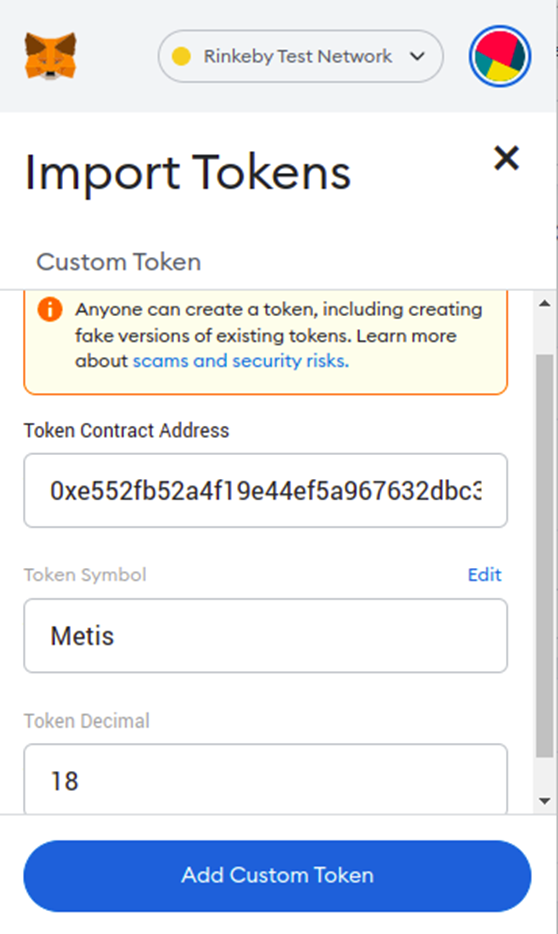 Rinkeby Test Network
Import Tokens
Custom Token
Anyone can create a token, including creating
fake versions of existing tokens. Learn more
about scams and security risks.
Token Contract Address
0xe552fb52a4f19e44ef5a967632dbc3
Token Symbol
Edit
Metis
Token Decimal
18
Add Custom Token